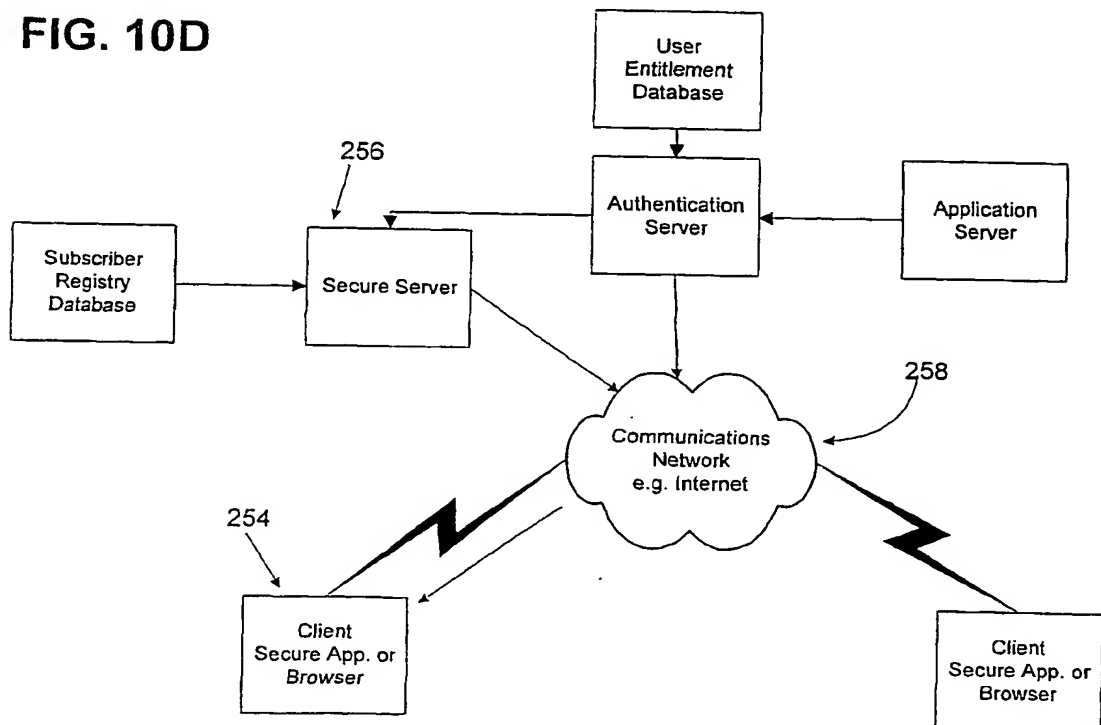 FIG. 10D
User
Entitlement
Database
256
Authentication
Server
Application
Server
Subscriber
Registry
Database
Secure Server
258
Communications
Network
e.g. Internet
254
Client
Secure App. or
Browser
Client
Secure App. or
Browser